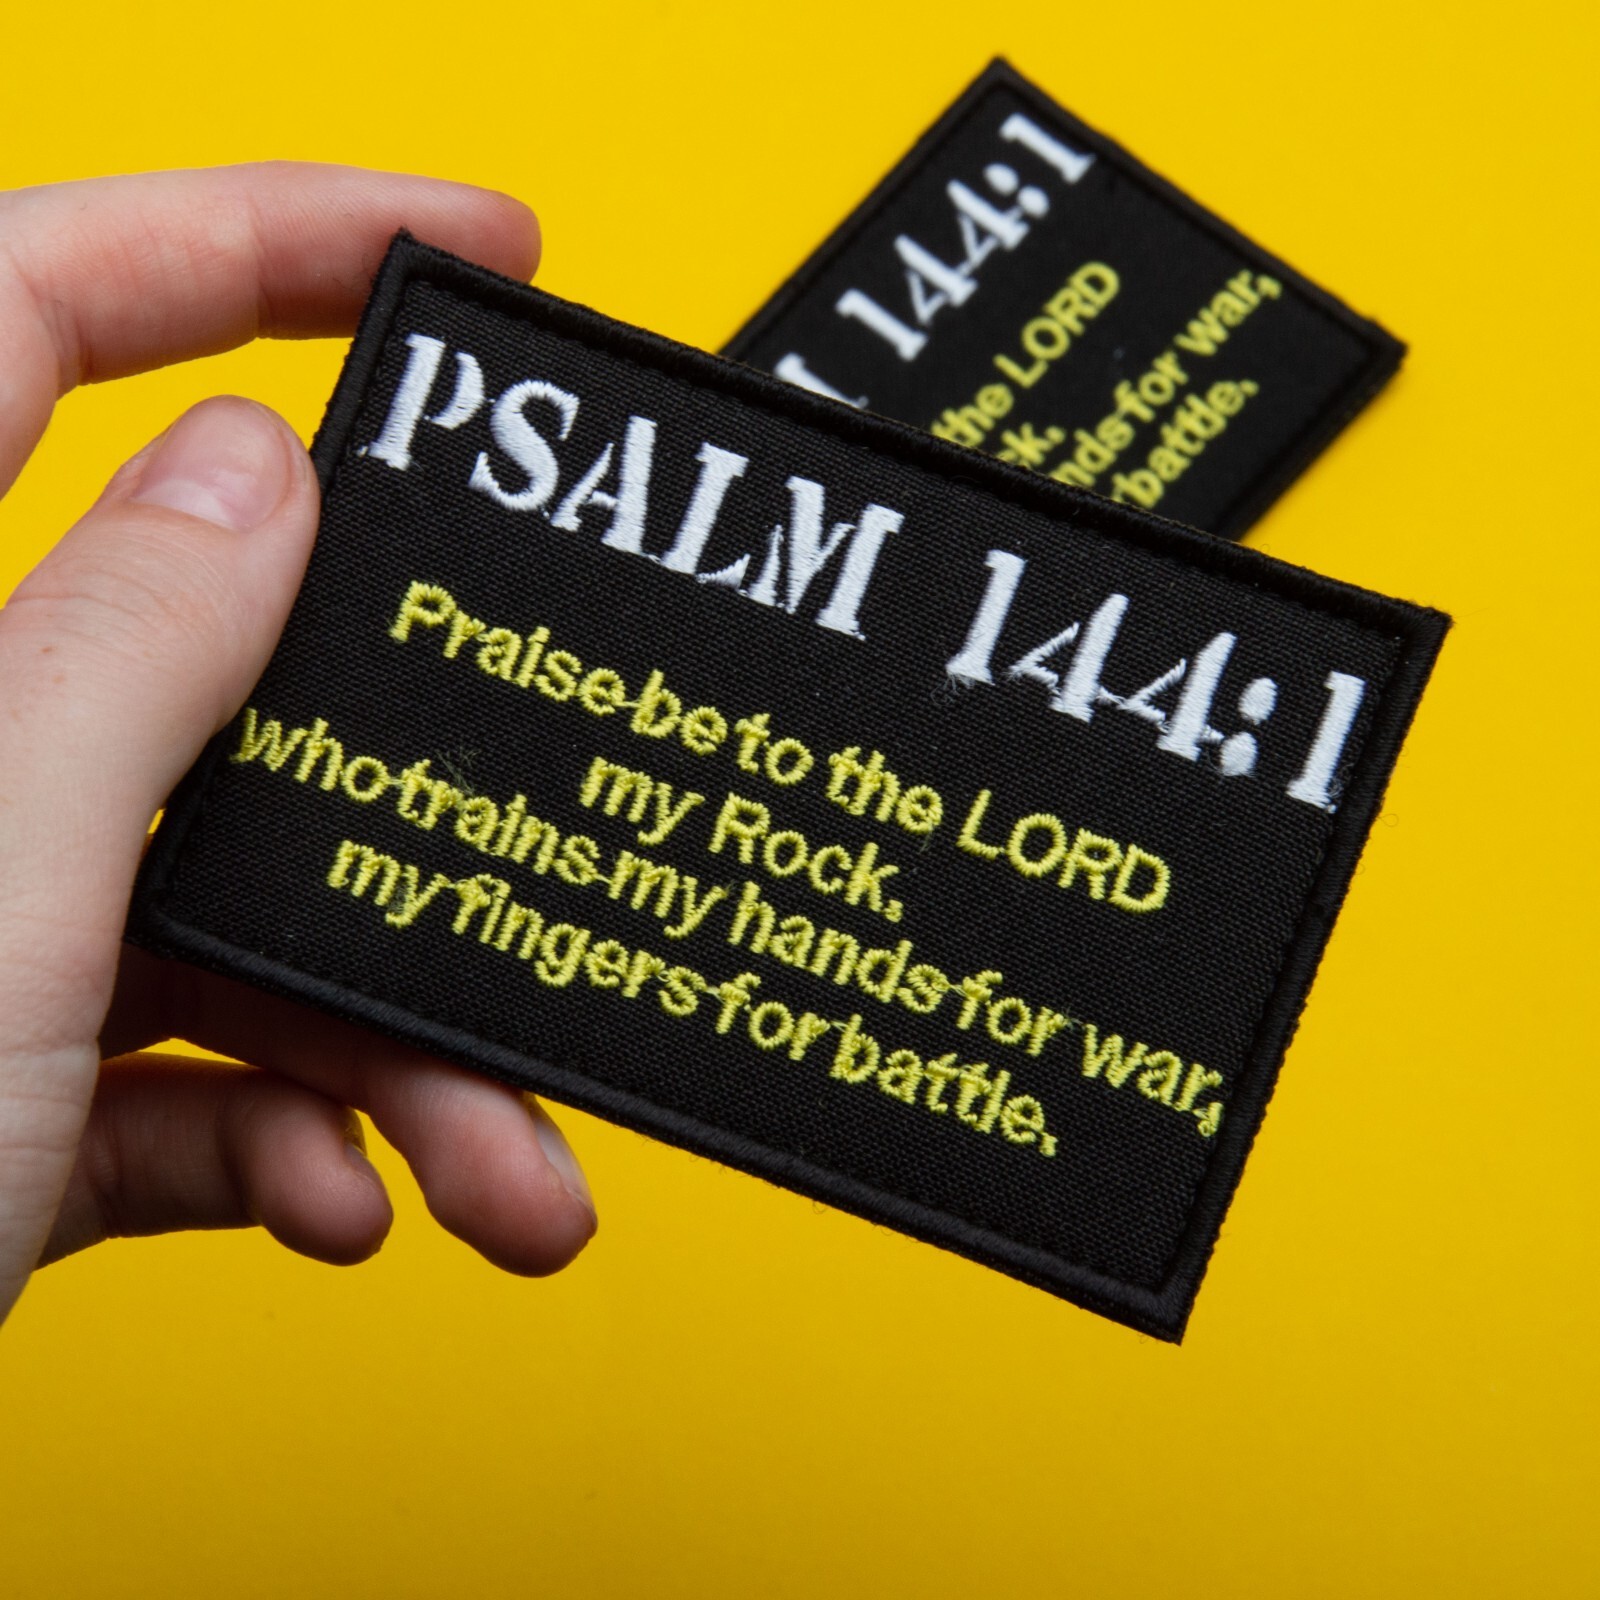 PSALM 144:1
Praise be to the LORD
my Rock.
who trains my hands for war,
my fingers for battle.
144:1
the LORD
ck.
nds for war,
battle.